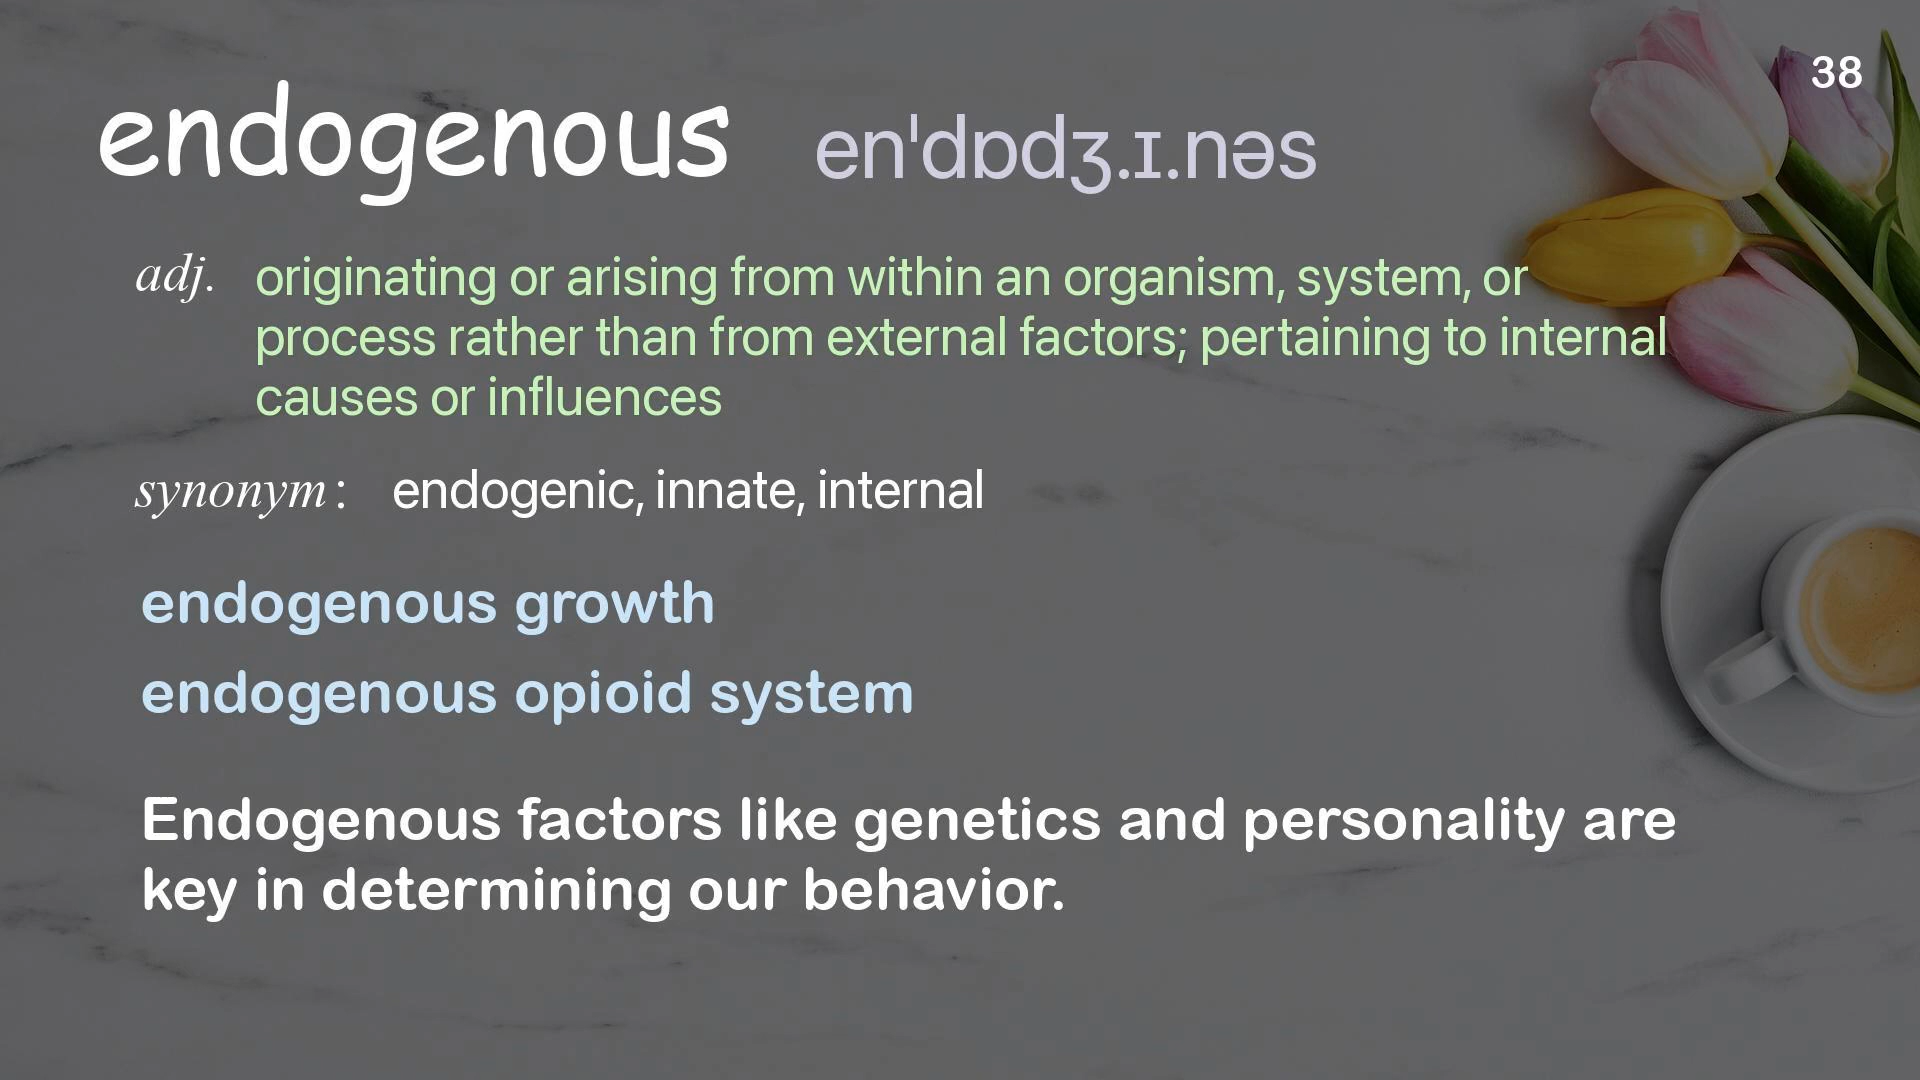 38
endogenous enˈdɒdʒ.ɪ.nəs
adj. originating or arising from within an organism, system, or
process rather than from external factors; pertaining to internal
causes or influences
synonym: endogenic, innate, internal
endogenous growth
endogenous opioid system
Endogenous factors like genetics and personality are
key in determining our behavior.